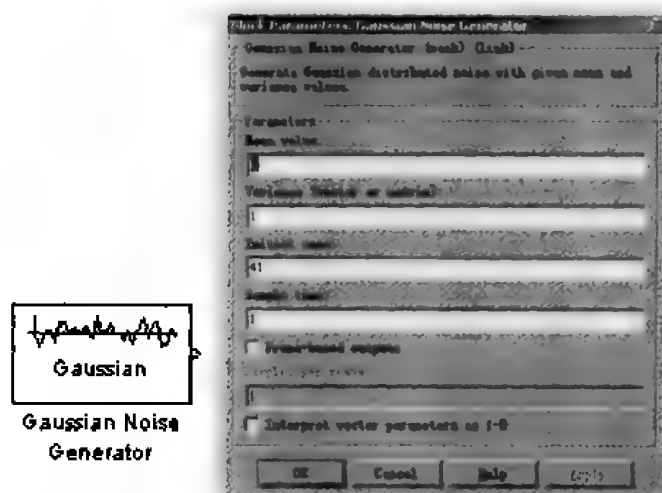 Block Parameters: Gaussian Noise Generator
Gaussian Noise Generator (mask) (link)
Generate Gaussian distributed noise with given mean and
variance values.
Parameters
Mean value
Variance (vector or matrix)
1
Initial seed
41
Sample time
1
Frame-based outputs
Samples per frame
1
Interpret vector parameters as 1-D
OK
Cancel
Help
Apply
Gaussian
Gaussian Noise
Generator